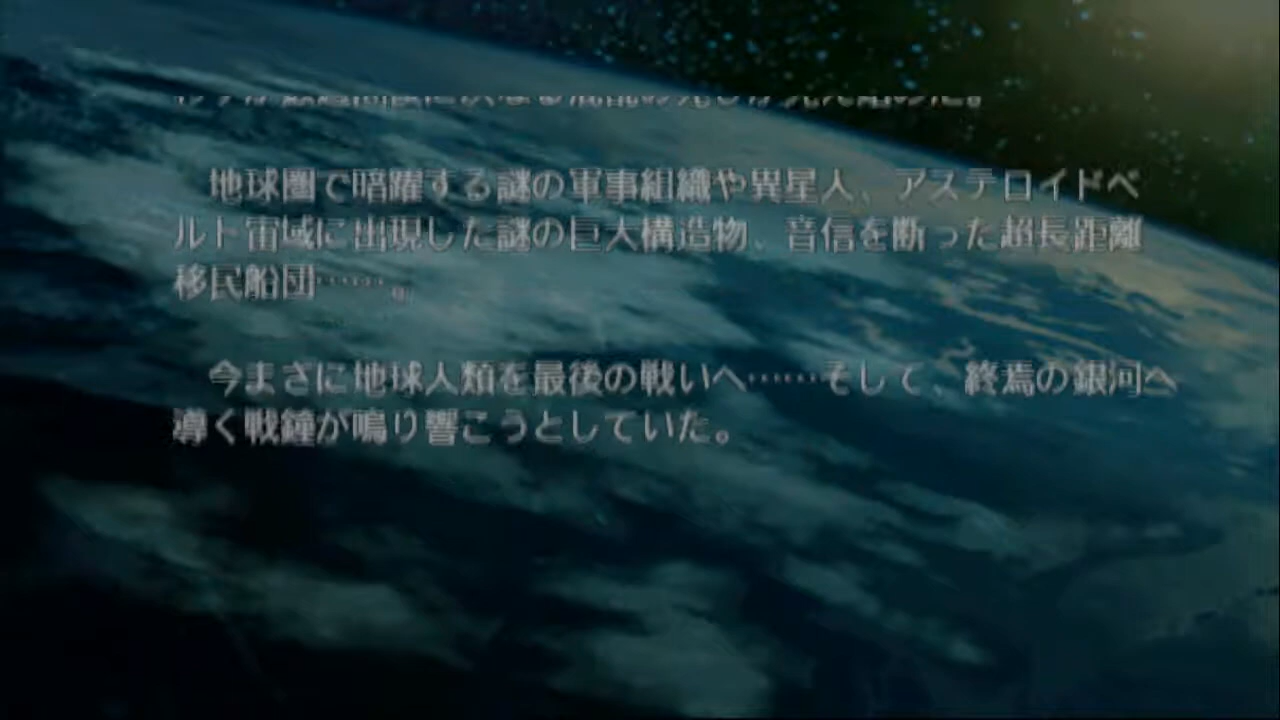 地球圏で暗躍する謎の軍事組織や異星人、アステロイドベ
ルト宙域に出現した謎の巨大構造物、音信を断った超長距離
移民船団……。
今まさに地球人類を最後の戦いへ……そして、終焉の銀河へ
導く戦鐘が鳴り響こうとしていた。